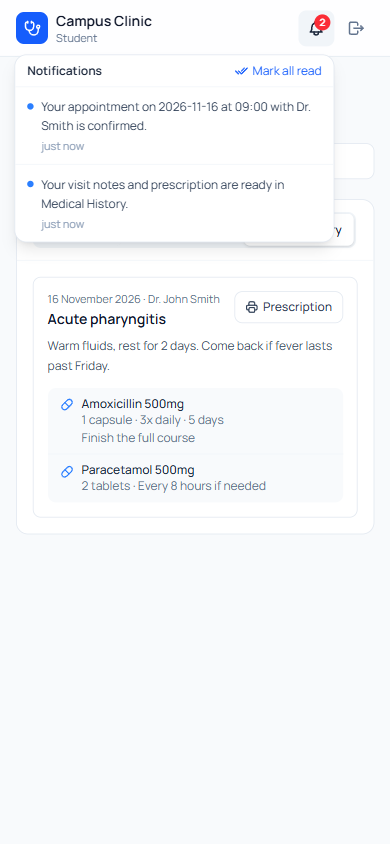 Campus Clinic
Student
2
Notifications
Mark all read
Your appointment on 2026-11-16 at 09:00 with Dr.
Smith is confirmed.
just now
Your visit notes and prescription are ready in
Medical History.
just now
16 November 2026 · Dr. John Smith
Prescription
Acute pharyngitis
Warm fluids, rest for 2 days. Come back if fever lasts
past Friday.
Amoxicillin 500mg
1 capsule · 3x daily · 5 days
Finish the full course
Paracetamol 500mg
2 tablets · Every 8 hours if needed